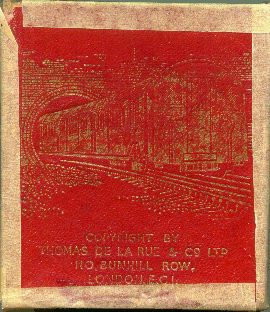 COPYRIGHT BY
THOMAS DE LA RUE & CO LTD
110, BUNHILL ROW,
LONDON. E.C.1.